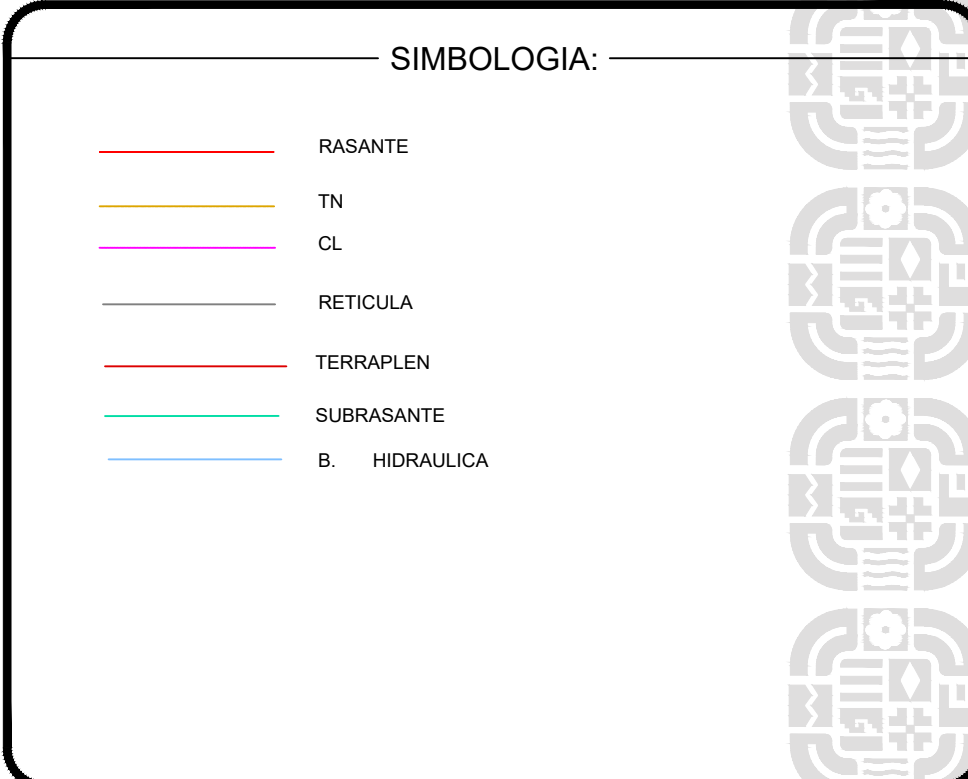 SIMBOLOGIA:
RASANTE
TN
CL
RETICULA
TERRAPLEN
SUBRASANTE
B. HIDRAULICA